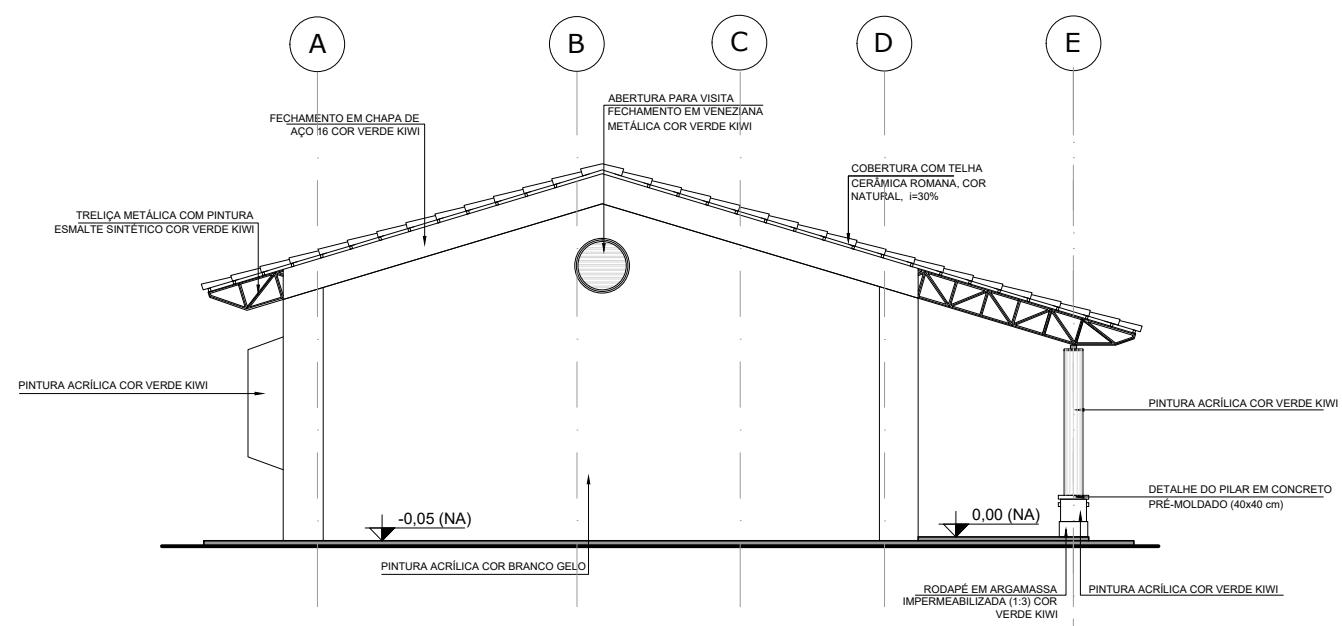 A
B
C
D
E
ABERTURA PARA VISITA
FECHAMENTO EM VENEZIANA
METÁLICA COR VERDE KIWI
FECHAMENTO EM CHAPA DE
AÇO 16 COR VERDE KIWI
COBERTURA COM TELHA
CERÂMICA ROMANA, COR
NATURAL, i=30%
TRELIÇA METÁLICA COM PINTURA
ESMALTE SINTÉTICO COR VERDE KIWI
PINTURA ACRÍLICA COR VERDE KIWI
PINTURA ACRÍLICA COR VERDE KIWI
DETALHE DO PILAR EM CONCRETO
PRÉ-MOLDADO (40x40 cm)
-0,05 (NA)
0,00 (NA)
PINTURA ACRÍLICA COR BRANCO GELO
RODAPÉ EM ARGAMASSA
IMPERMEABILIZADA (1:3) COR
VERDE KIWI
PINTURA ACRÍLICA COR VERDE KIWI